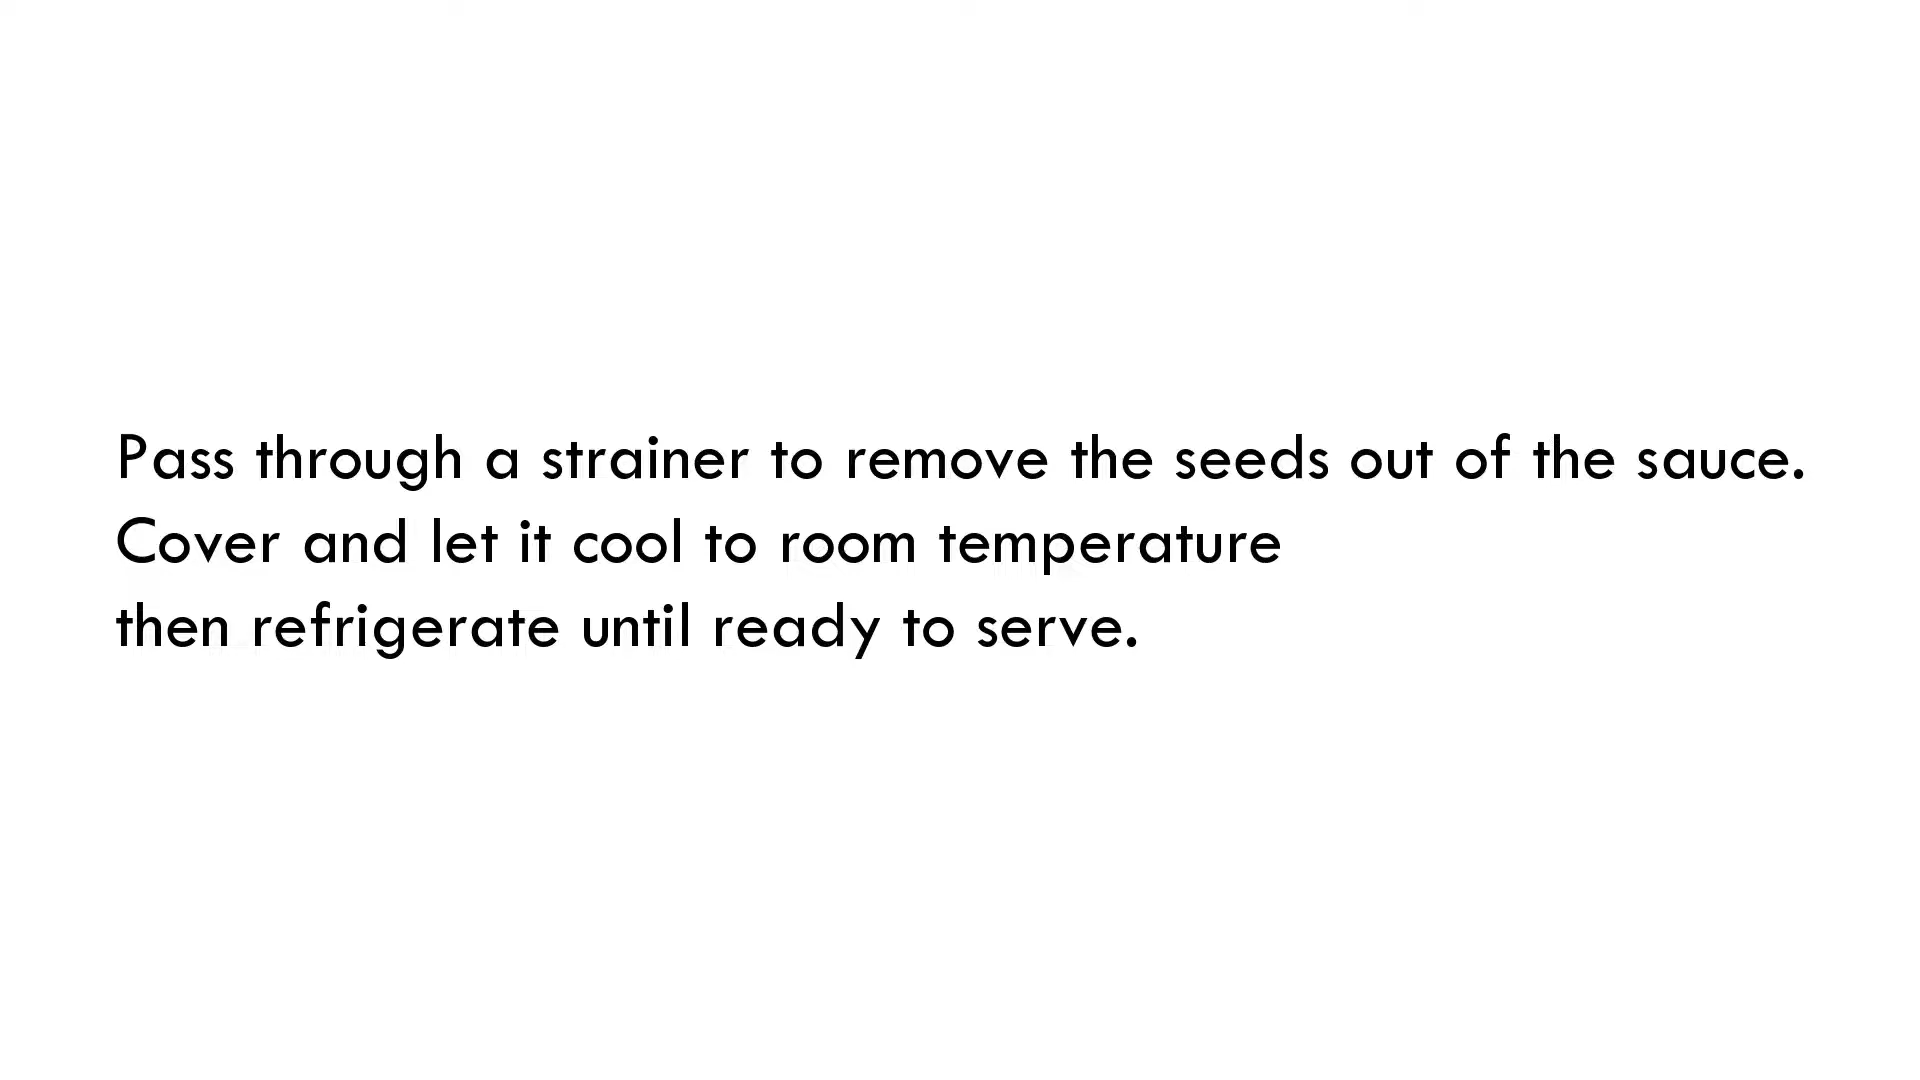 Pass through a strainer to remove the seeds out of the sauce.
Cover and let it cool to room temperature
then refrigerate until ready to serve.